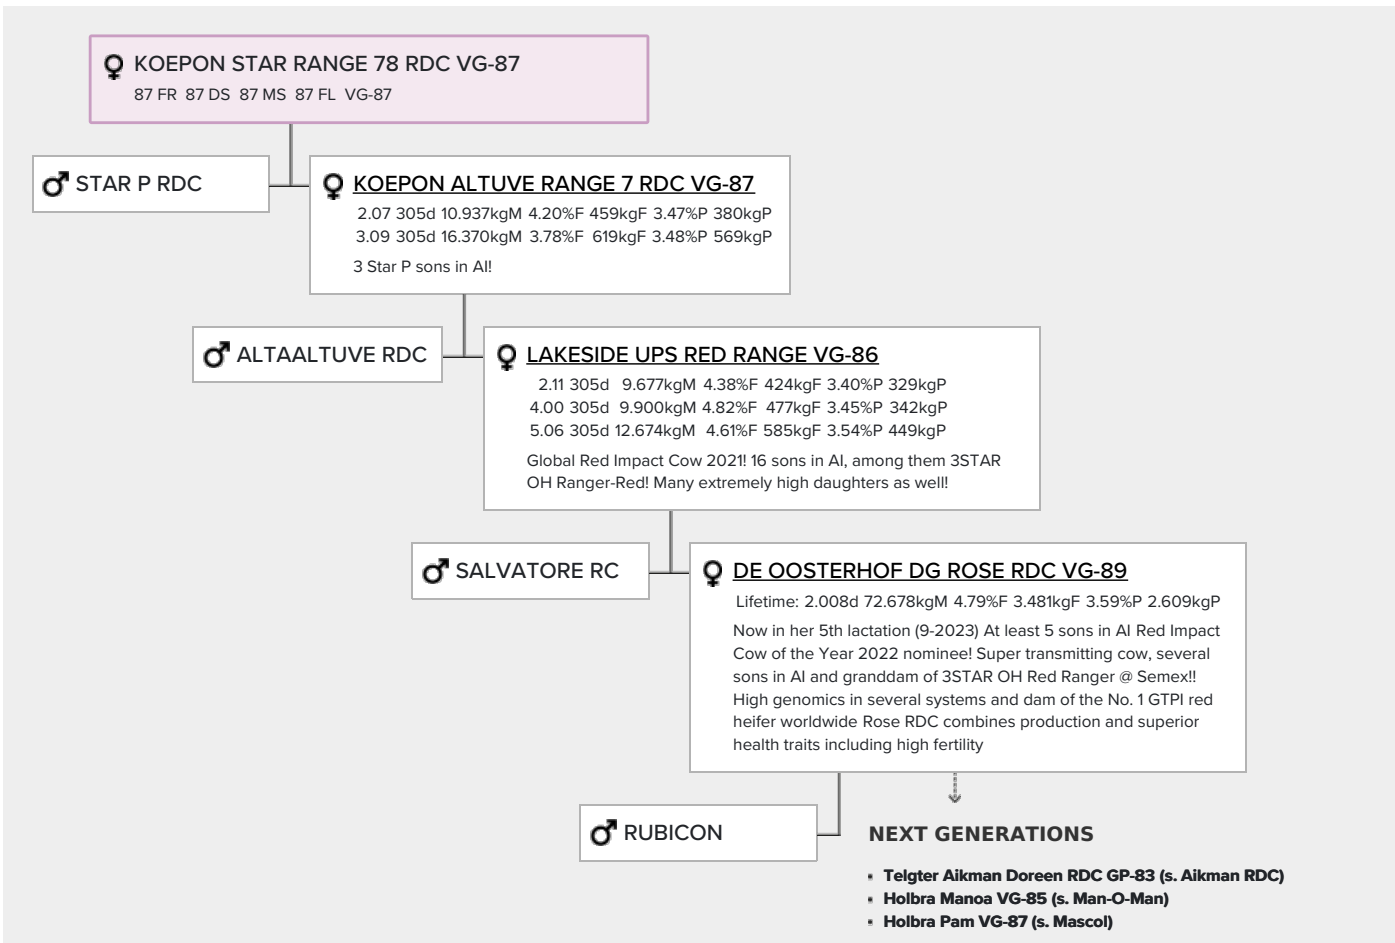 KOEPON STAR RANGE 78 RDC VG-87
87 FR 87 DS 87 MS 87 FL VG-87
STAR P RDC
KOEPON ALTUVE RANGE 7 RDC VG-87
2.07 305d 10.937kgM 4.20%F 459kgF 3.47%P 380kgP
3.09 305d 16.370kgM 3.78%F 619kgF 3.48%P 569kgP
3 Star P sons in AI!
ALTAALTUVE RDC
LAKESIDE UPS RED RANGE VG-86
2.11 305d 9.677kgM 4.38%F 424kgF 3.40%P 329kgP
4.00 305d 9.900kgM 4.82%F 477kgF 3.45%P 342kgP
5.06 305d 12.674kgM 4.61%F 585kgF 3.54%P 449kgP
Global Red Impact Cow 2021! 16 sons in AI, among them 3STAR
OH Ranger-Red! Many extremely high daughters as well!
SALVATORE RC
DE OOSTERHOF DG ROSE RDC VG-89
Lifetime: 2.008d 72.678kgM 4.79%F 3.481kgF 3.59%P 2.609kgP
Now in her 5th lactation (9-2023) At least 5 sons in AI Red Impact
Cow of the Year 2022 nominee! Super transmitting cow, several
sons in AI and granddam of 3STAR OH Red Ranger @ Semex!!
High genomics in several systems and dam of the No. 1 GTPI red
heifer worldwide Rose RDC combines production and superior
health traits including high fertility
RUBICON
NEXT GENERATIONS
Telgter Aikman Doreen RDC GP-83 (s. Aikman RDC)
Holbra Manoa VG-85 (s. Man-O-Man)
Holbra Pam VG-87 (s. Mascol)